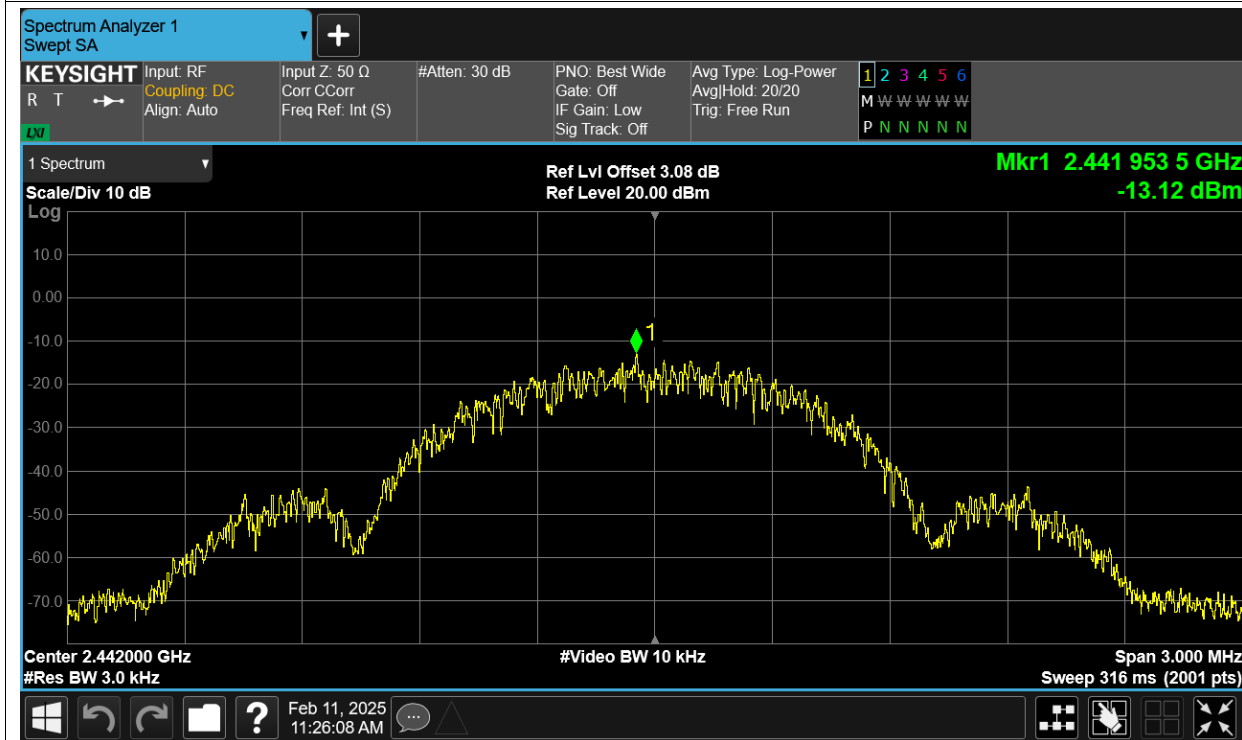 Spectrum Analyzer 1
Swept SA
+
KEYSIGHT
R T
LXI
Input: RF
Coupling: DC
Align: Auto
Input Z: 50 Ω
Corr CCorr
Freq Ref: Int (S)
#Atten: 30 dB
PNO: Best Wide
Gate: Off
IF Gain: Low
Sig Track: Off
Avg Type: Log-Power
Avg|Hold: 20/20
Trig: Free Run
1 2 3 4 5 6
M W W W W W
P N N N N N
1 Spectrum
Scale/Div 10 dB
Log
Ref Lvl Offset 3.08 dB
Ref Level 20.00 dBm
Mkr1 2.441 953 5 GHz
-13.12 dBm
10.0
0.00
-10.0
-20.0
-30.0
-40.0
-50.0
-60.0
-70.0
1
Center 2.442000 GHz
#Res BW 3.0 kHz
#Video BW 10 kHz
Span 3.000 MHz
Sweep 316 ms (2001 pts)
?
Feb 11, 2025
11:26:08 AM